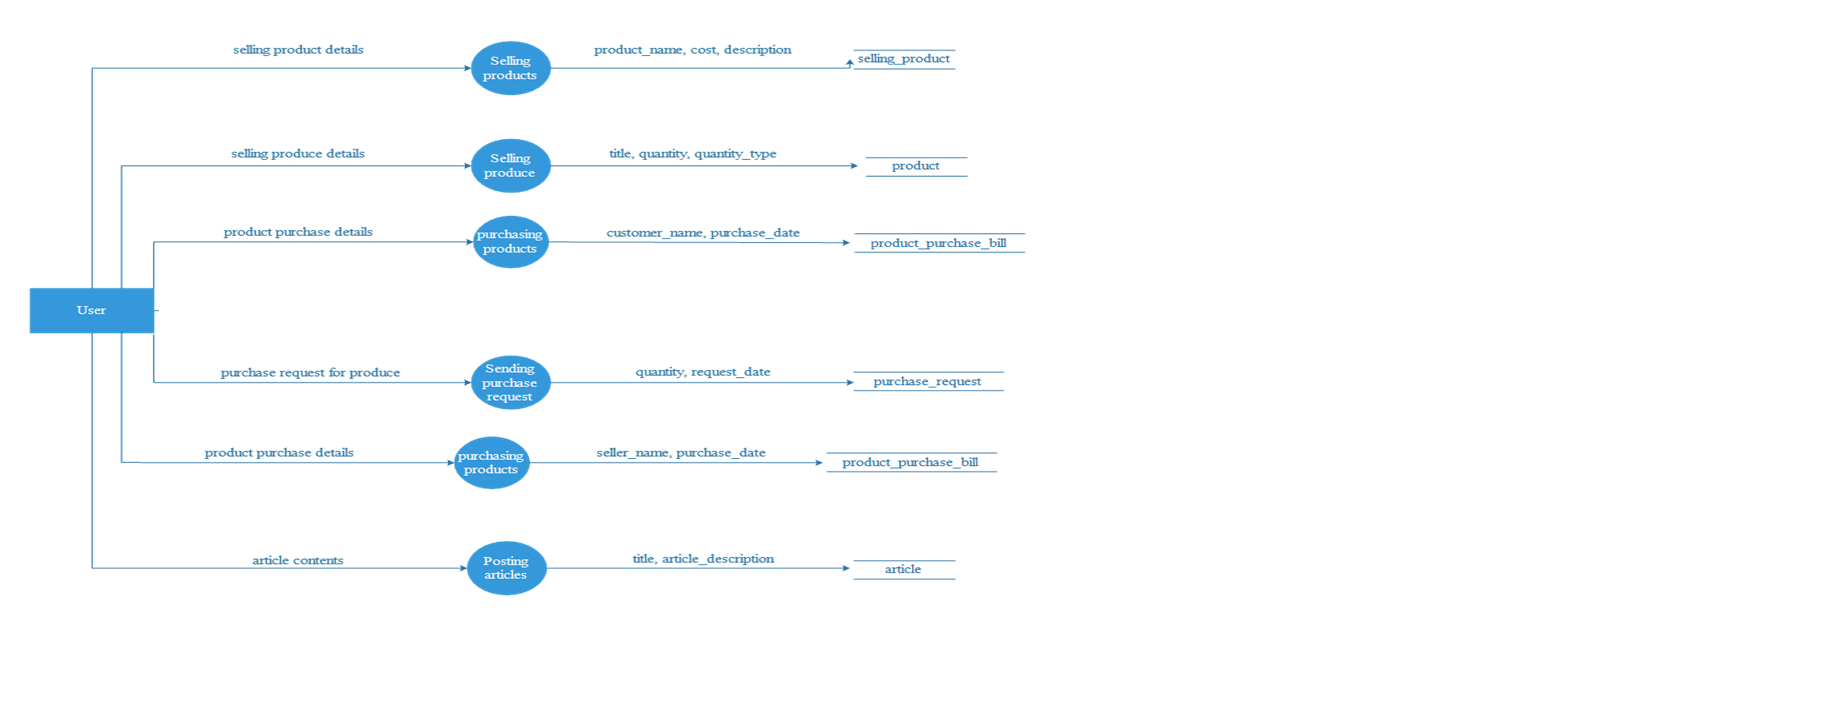 selling product details
Selling
products
product_name, cost, description
selling_product
selling produce details
Selling
produce
title, quantity, quantity_type
product
product purchase details
purchasing
products
customer_name, purchase_date
product_purchase_bill
User
purchase request for produce
Sending
purchase
request
quantity, request_date
purchase_request
product purchase details
purchasing
products
seller_name, purchase_date
product_purchase_bill
article contents
Posting
articles
title, article_description
article